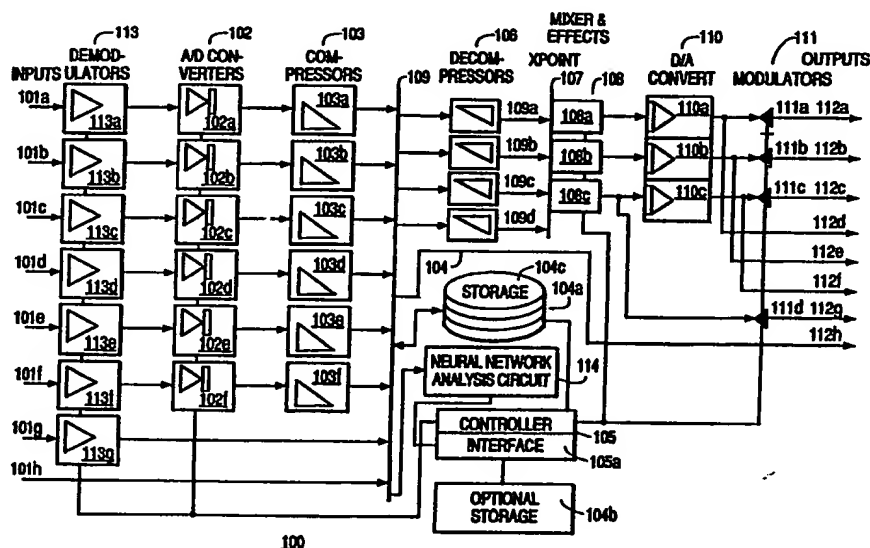 113
102
103
106
MIXER & EFFECTS
110
111
INPUTS
DEMOD-
ULATORS
A/D CON-
VERTERS
COM-
PRESSORS
109
DECOM-
PRESSORS
XPOINT
107
108
D/A
CONVERT
MODULATORS
OUTPUTS
101a
113a
102a
103a
109a
108a
110a
111a 112a
101b
113b
102b
103b
109b
108b
110b
111b 112b
101c
113c
102c
103c
109c
108c
110c
111c 112c
109d
112d
101d
113d
102d
103d
104
104c
STORAGE
104a
112e
112f
101e
113e
102e
103e
111d 112g
112h
101f
113f
102f
103f
NEURAL NETWORK
ANALYSIS CIRCUIT
114
101g
113g
CONTROLLER
105
INTERFACE
105a
101h
OPTIONAL
STORAGE
104b
100